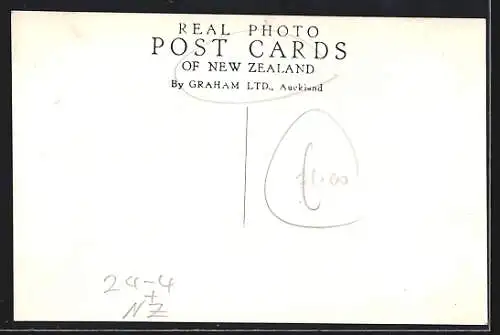 REAL PHOTO
POST CARDS
OF NEW ZEALAND
By GRAHAM LTD., Auckland
1.00
24-4
+
NZ